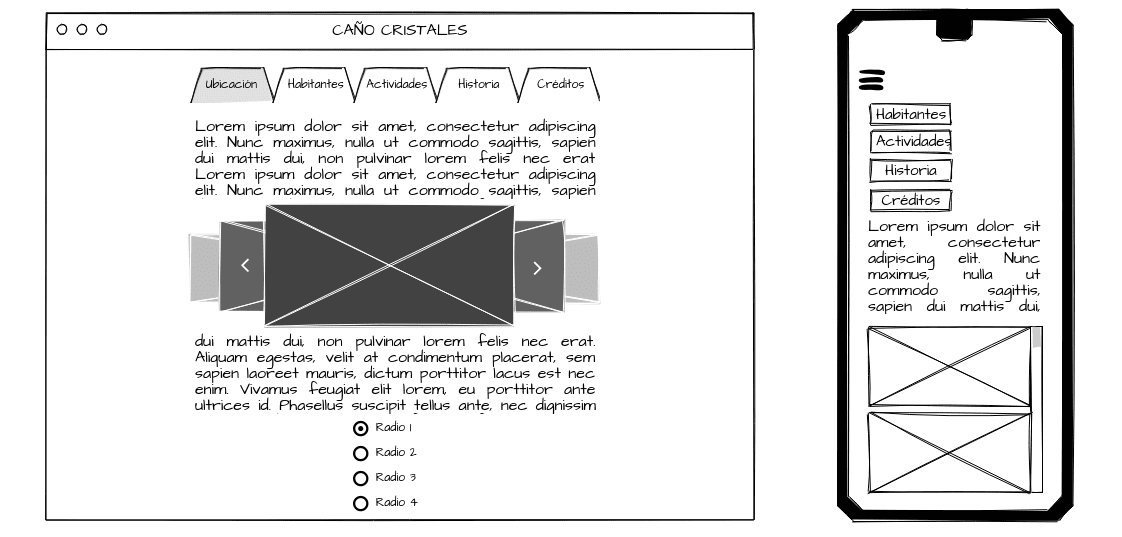 CAÑO CRISTALES
Ubicación Habitantes Actividades Historia Créditos
Lorem ipsum dolor sit amet, consectetur adipiscing
elit. Nunc maximus, nulla ut commodo sagittis, sapien
dui mattis dui, non pulvinar lorem felis nec erat
Lorem ipsum dolor sit amet, consectetur adipiscing
elit. Nunc maximus, nulla ut commodo sagittis, sapien
dui mattis dui, non pulvinar lorem felis nec erat.
Aliquam egestas, velit at condimentum placerat, sem
sapien laoreet mauris, dictum porttitor lacus est nec
enim. Vivamus feugiat elit lorem, eu porttitor ante
ultrices id. Phasellus suscipit tellus ante, nec dignissim
Radio 1
Radio 2
Radio 3
Radio 4
Habitantes
Actividades
Historia
Créditos
Lorem ipsum dolor sit
amet, consectetur
adipiscing elit. Nunc
maximus, nulla ut
commodo sagittis,
sapien dui mattis dui,